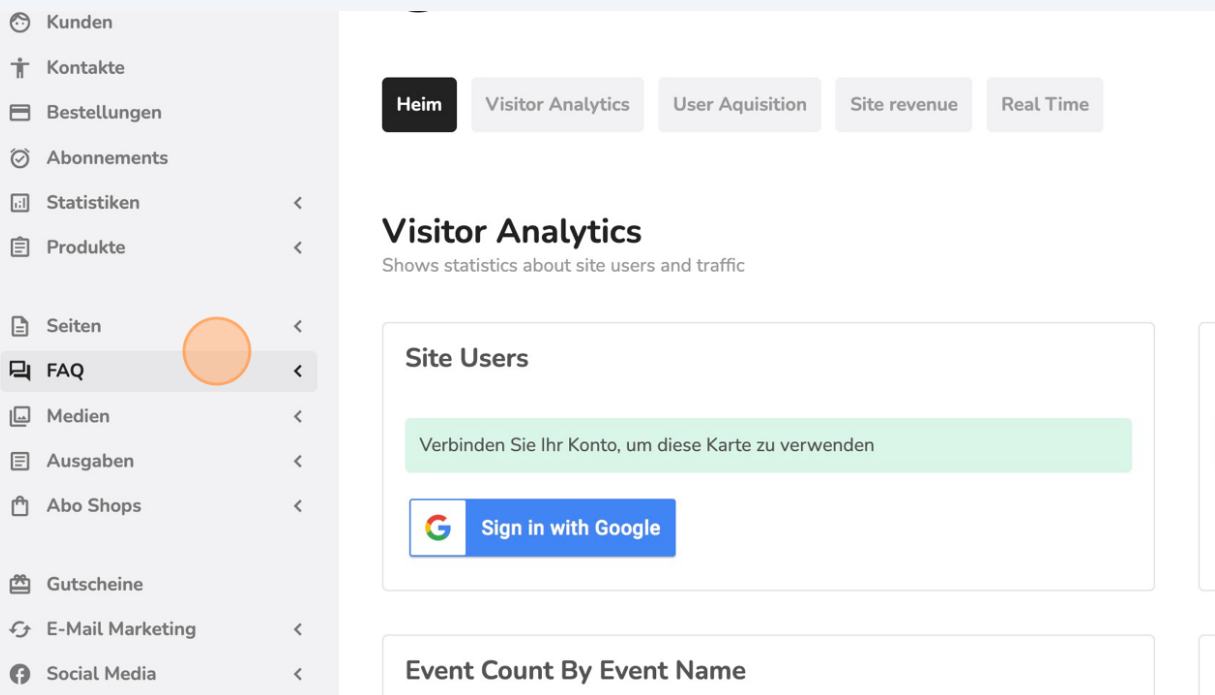 Kunden
Kontakte
Bestellungen
Abonnements
Statistiken
Produkte
Seiten
FAQ
Medien
Ausgaben
Abo Shops
Gutscheine
E-Mail Marketing
Social Media
Heim
Visitor Analytics
User Aquisition
Site revenue
Real Time
Visitor Analytics
Shows statistics about site users and traffic
Site Users
Verbinden Sie Ihr Konto, um diese Karte zu verwenden
Sign in with Google
Event Count By Event Name